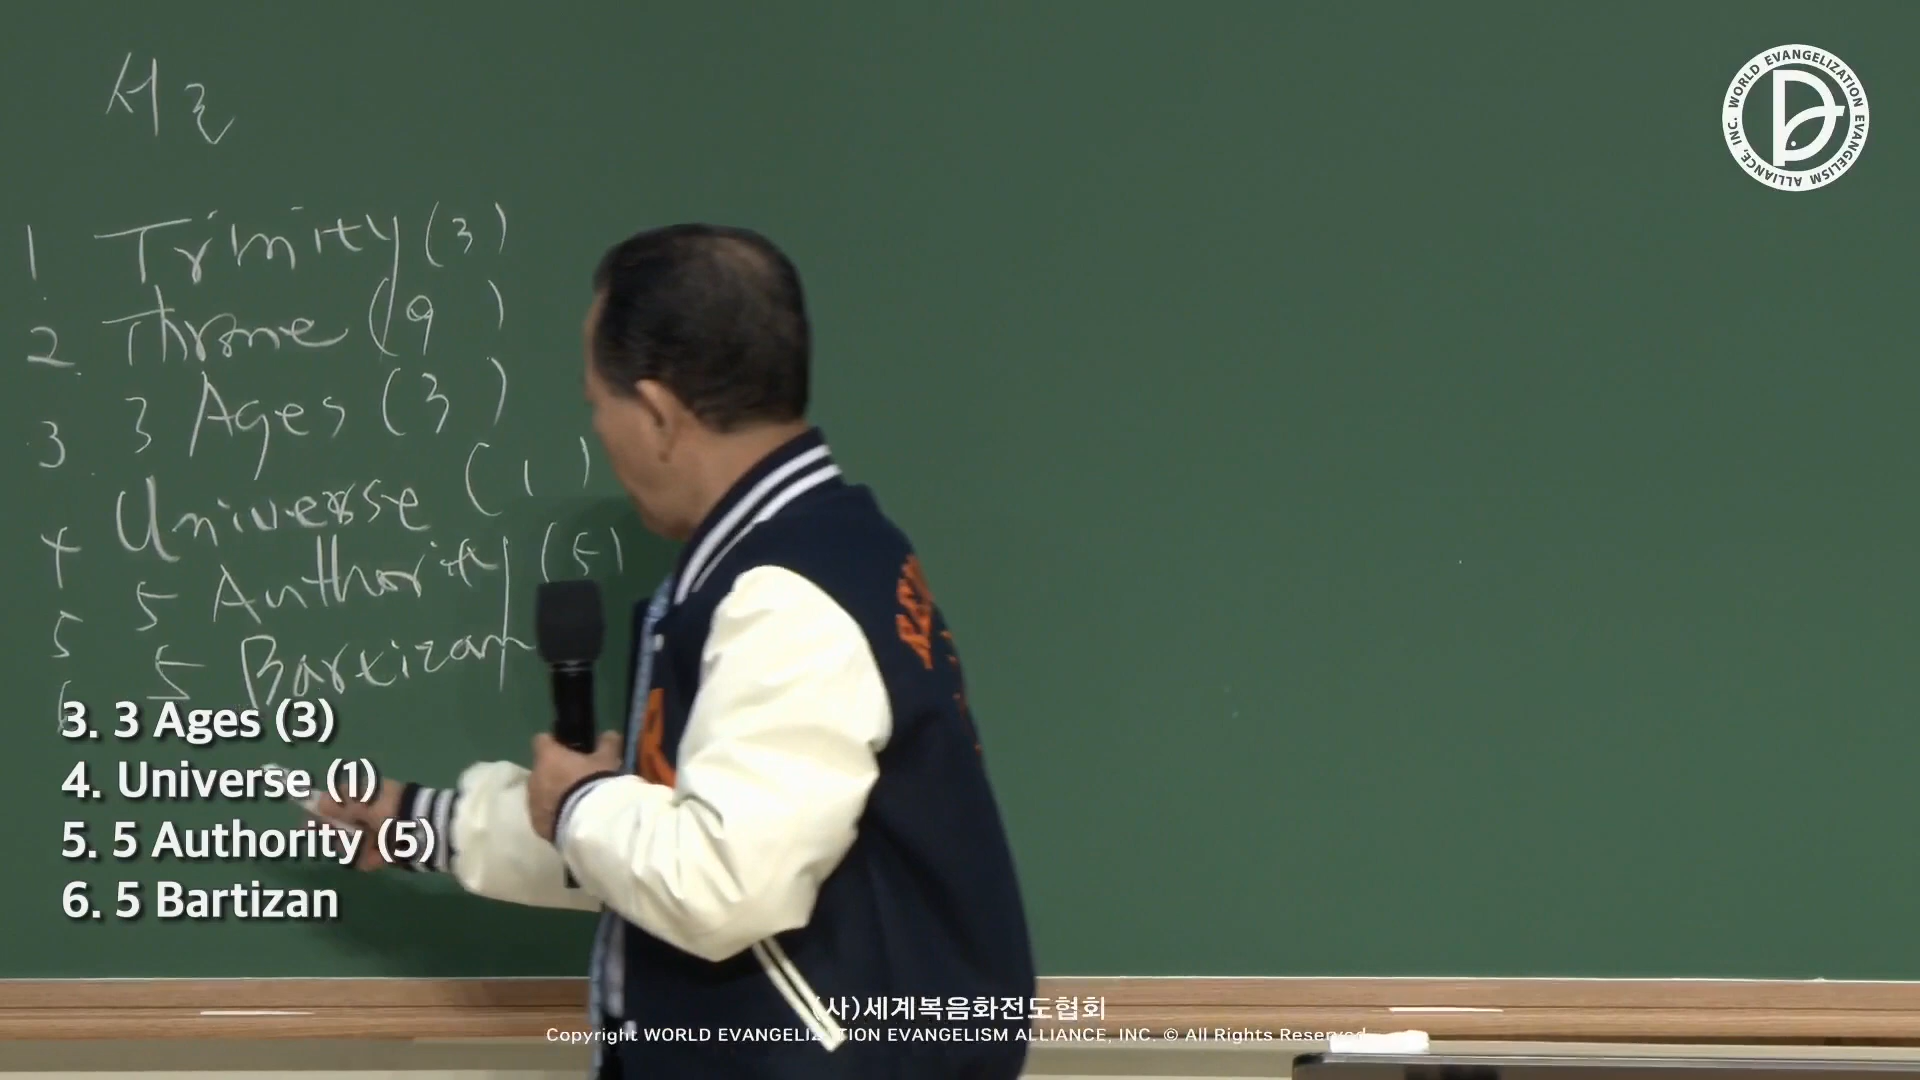 서론
1 Trinity (3)
2. Throne (9)
3. 3 Ages (3)
4 Universe (1)
5 5 Authority (5)
6 5 Bartizan
3. 3 Ages (3)
4. Universe (1)
5. 5 Authority (5)
6. 5 Bartizan
WORLD EVANGELIZATION EVANGELISM ALLIANCE, INC.
(사)세계복음화전도협회
Copyright WORLD EVANGELIZATION EVANGELISM ALLIANCE, INC. © All Rights Reserved.